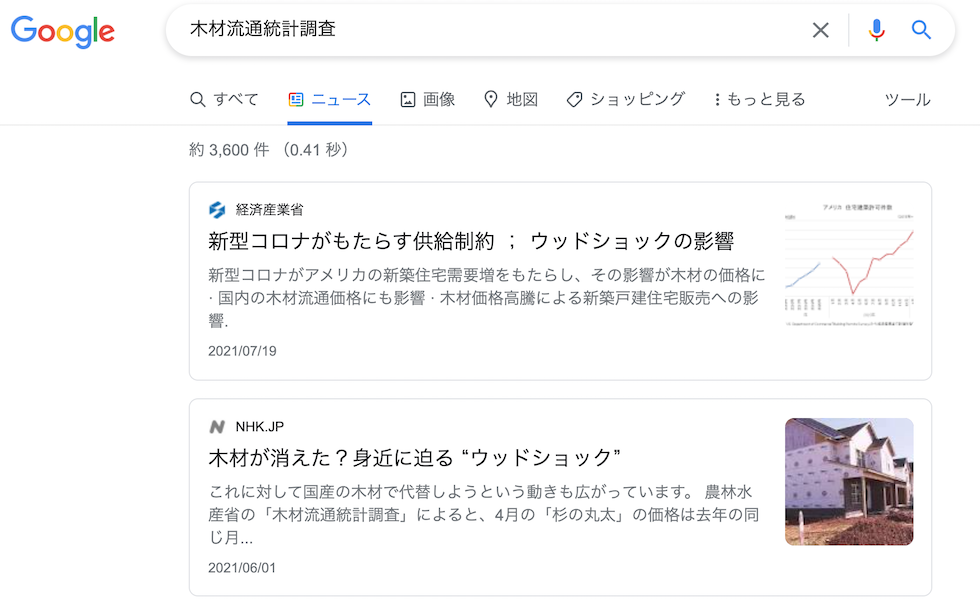 Google
木材流通統計調査
すべて ニュース 画像 地図 ショッピング もっと見る ツール
約 3,600 件 （0.41 秒）
経済産業省
新型コロナがもたらす供給制約 ； ウッドショックの影響
新型コロナがアメリカの新築住宅需要増をもたらし、その影響が木材の価格に
· 国内の木材流通価格にも影響 · 木材価格高騰による新築戸建住宅販売への影
響.
2021/07/19
アメリカ 住宅建築許可件数
NHK.JP
木材が消えた？身近に迫る “ウッドショック”
これに対して国産の木材で代替しようという動きも広がっています。 農林水
産省の「木材流通統計調査」によると、4月の「杉の丸太」の価格は去年の同
じ月...
2021/06/01